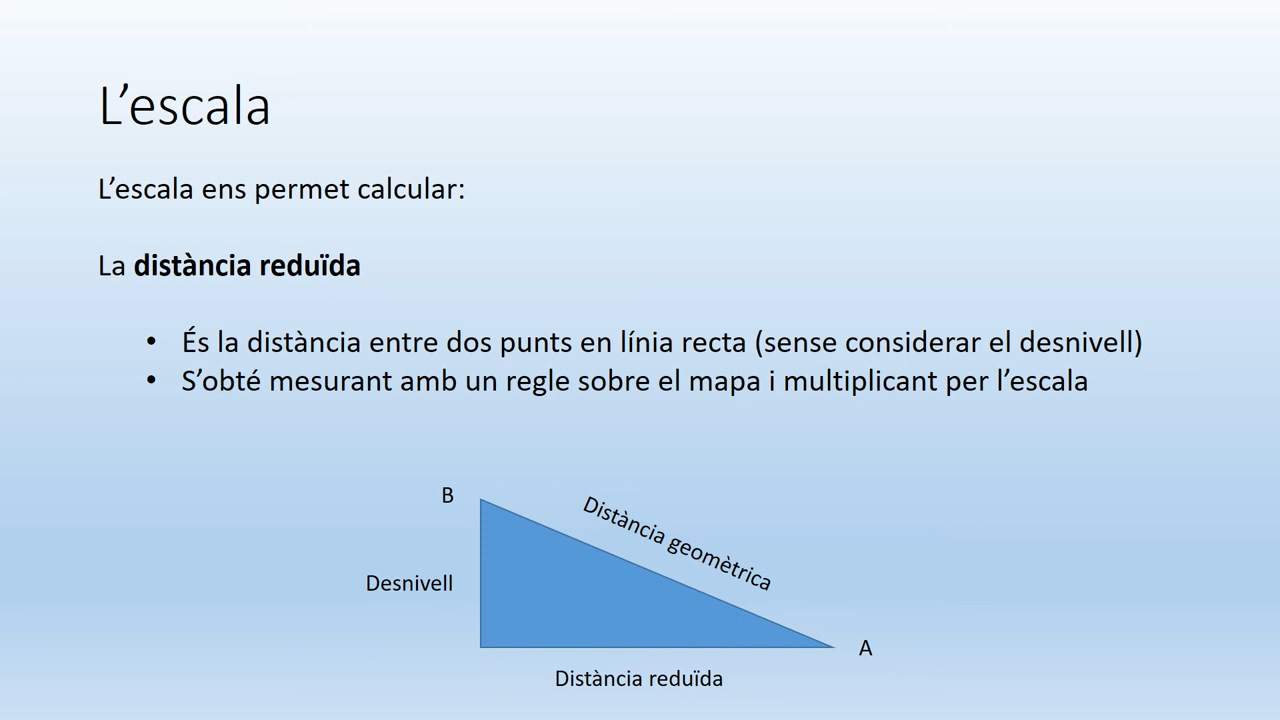 L’escala
L’escala ens permet calcular:
La distància reduïda
• És la distància entre dos punts en línia recta (sense considerar el desnivell)
• S’obté mesurant amb un regle sobre el mapa i multiplicant per l’escala
B
Distància geomètrica
Desnivell
A
Distància reduïda